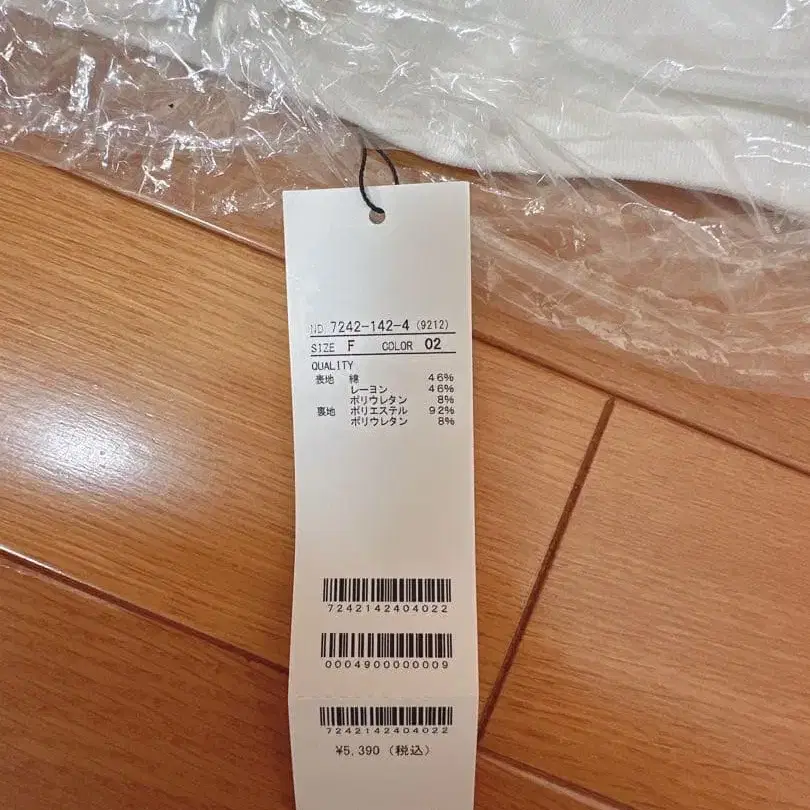 NO 7242-142-4 (9212)
SIZE F COLOR 02
QUALITY
表地 綿 46%
レーヨン 46%
ポリウレタン 8%
裏地 ポリエステル 92%
ポリウレタン 8%
7242142404022
0004900000009
7242142404022
¥5,390 (税込)